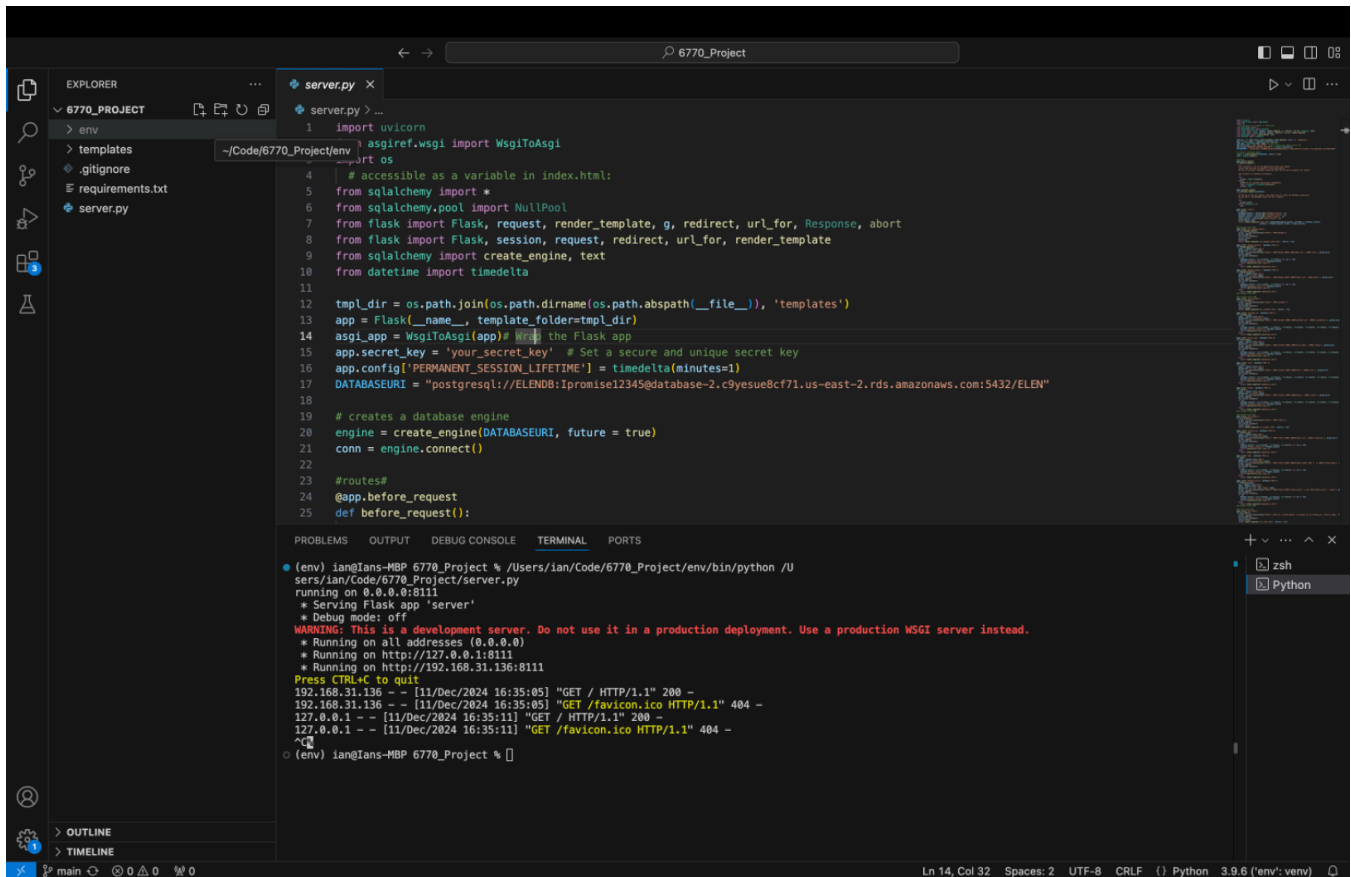 6770_Project
EXPLORER
server.py
6770_PROJECT
server.py > ...
env
1 import uvicorn
~/Code/6770_Project/env
asgiref.wsgi import WsgiToAsgi
templates
import os
.gitignore
4 # accessible as a variable in index.html:
requirements.txt
5 from sqlalchemy import *
server.py
6 from sqlalchemy.pool import NullPool
7 from flask import Flask, request, render_template, g, redirect, url_for, Response, abort
8 from flask import Flask, session, request, redirect, url_for, render_template
9 from sqlalchemy import create_engine, text
10 from datetime import timedelta
11
12 tmpl_dir = os.path.join(os.path.dirname(os.path.abspath(__file__)), 'templates')
13 app = Flask(__name__, template_folder=tmpl_dir)
14 asgi_app = WsgiToAsgi(app)# Wrap the Flask app
15 app.secret_key = 'your_secret_key' # Set a secure and unique secret key
16 app.config['PERMANENT_SESSION_LIFETIME'] = timedelta(minutes=1)
17 DATABASEURI = "postgresql://ELENDB:Ipromise12345@database-2.c9yesue8cf71.us-east-2.rds.amazonaws.com:5432/ELEN"
18
19 # creates a database engine
20 engine = create_engine(DATABASEURI, future = true)
21 conn = engine.connect()
22
23 #routes#
24 @app.before_request
25 def before_request():
3
PROBLEMS OUTPUT DEBUG CONSOLE TERMINAL PORTS
(env) ian@Ians-MBP 6770_Project % /Users/ian/Code/6770_Project/env/bin/python /U
sers/ian/Code/6770_Project/server.py
running on 0.0.0.0:8111
* Serving Flask app 'server'
* Debug mode: off
WARNING: This is a development server. Do not use it in a production deployment. Use a production WSGI server instead.
* Running on all addresses (0.0.0.0)
* Running on http://127.0.0.1:8111
* Running on http://192.168.31.136:8111
Press CTRL+C to quit
192.168.31.136 - - [11/Dec/2024 16:35:05] "GET / HTTP/1.1" 200 -
192.168.31.136 - - [11/Dec/2024 16:35:05] "GET /favicon.ico HTTP/1.1" 404 -
127.0.0.1 - - [11/Dec/2024 16:35:11] "GET / HTTP/1.1" 200 -
127.0.0.1 - - [11/Dec/2024 16:35:11] "GET /favicon.ico HTTP/1.1" 404 -
^C%
(env) ian@Ians-MBP 6770_Project %
zsh
Python
OUTLINE
TIMELINE
1
main 0 0 0
Ln 14, Col 32 Spaces: 2 UTF-8 CRLF {} Python 3.9.6 ('env': venv)